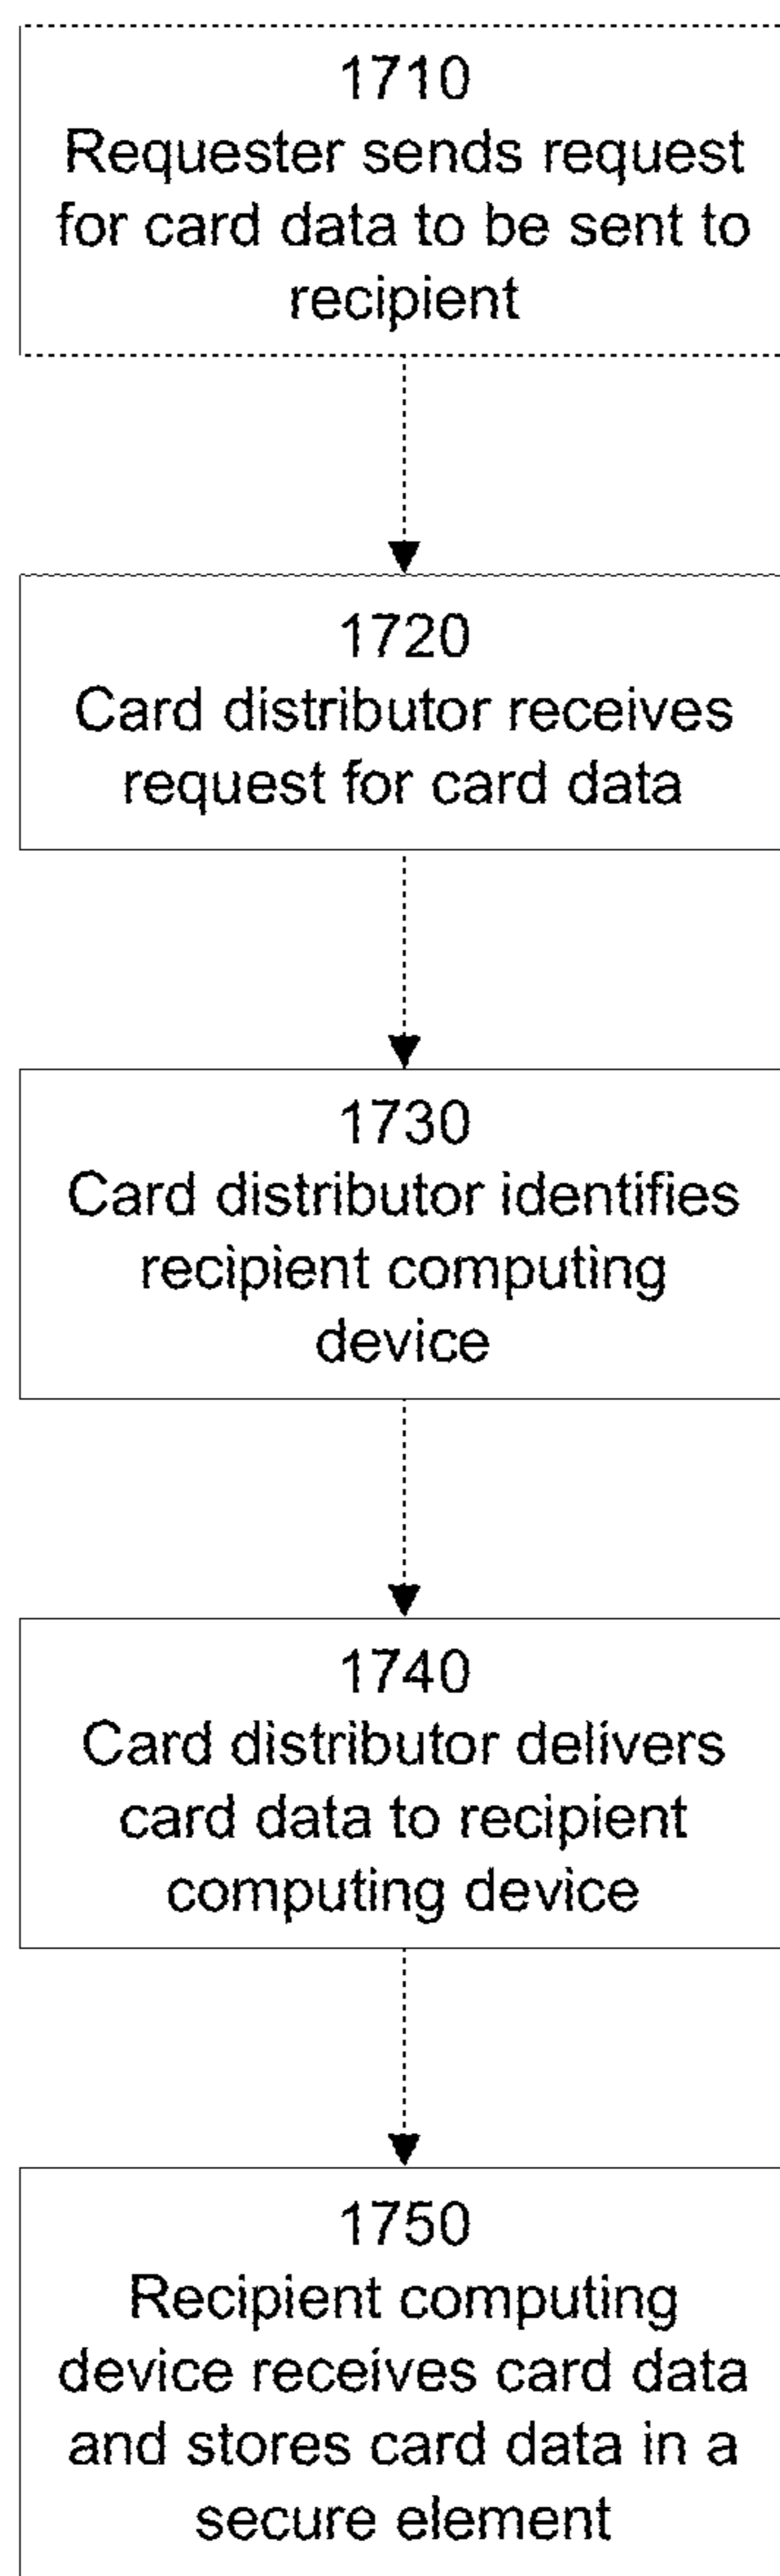 1710
Requester sends request
for card data to be sent to
recipient
1720
Card distributor receives
request for card data
1730
Card distributor identifies
recipient computing
device
1740
Card distributor delivers
card data to recipient
computing device
1750
Recipient computing
device receives card data
and stores card data in a
secure element